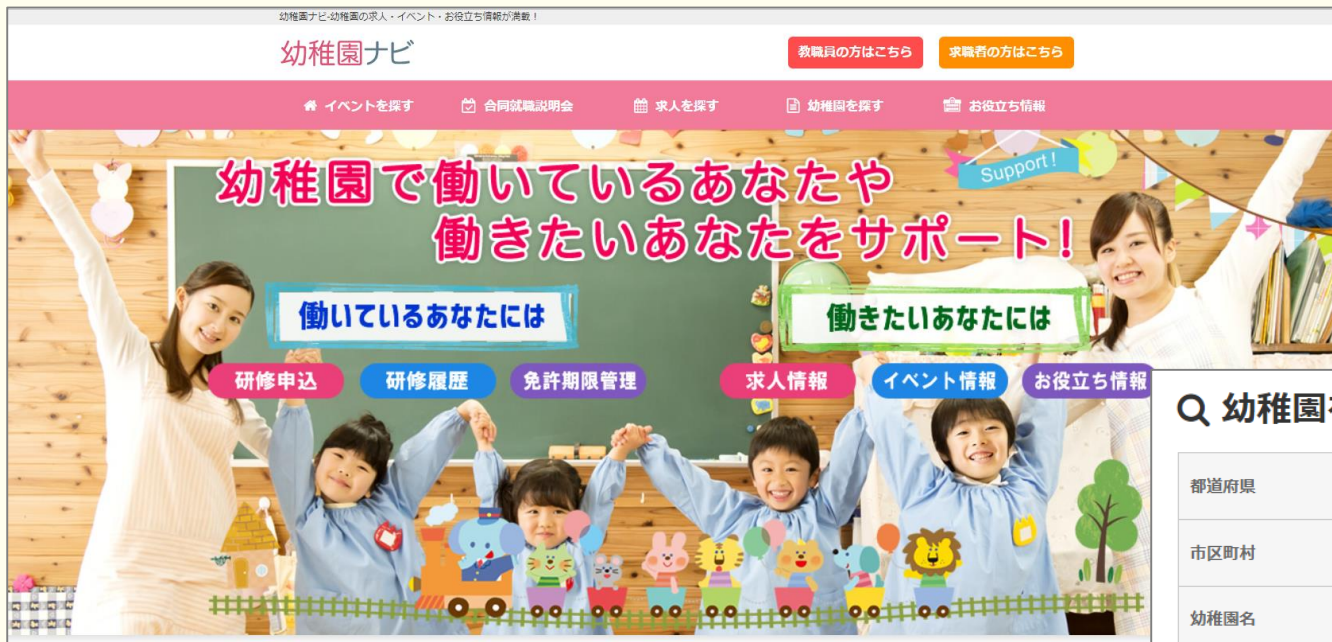 幼稚園ナビ-幼稚園の求人・イベント・お役立ち情報が満載！
幼稚園ナビ
教職員の方はこちら
求職者の方はこちら
イベントを探す
合同就職説明会
求人を探す
幼稚園を探す
お役立ち情報
Support!
幼稚園で働いているあなたや
働きたいあなたをサポート!
働いているあなたには
働きたいあなたには
研修申込
研修履歴
免許期限管理
求人情報
イベント情報
お役立ち情報
幼稚園
都道府県
市区町村
幼稚園名